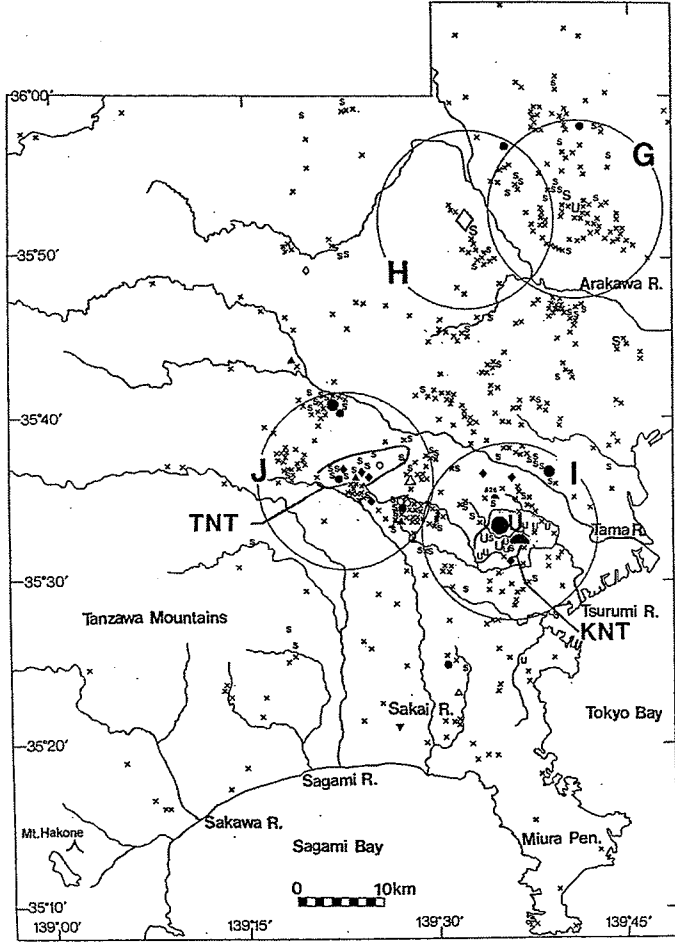 36°00'
G
H
35°50'
Arakawa R.
35°40'
J
I
TNT
Tama R.
35°30'
Tanzawa Mountains
Tsurumi R.
KNT
Sakai R.
Tokyo Bay
35°20'
Sagami R.
Mt. Hakone
Sakawa R.
Sagami Bay
Miura Pen.
0 10km
35°10'
139°00' 139°15' 139°30' 139°45'